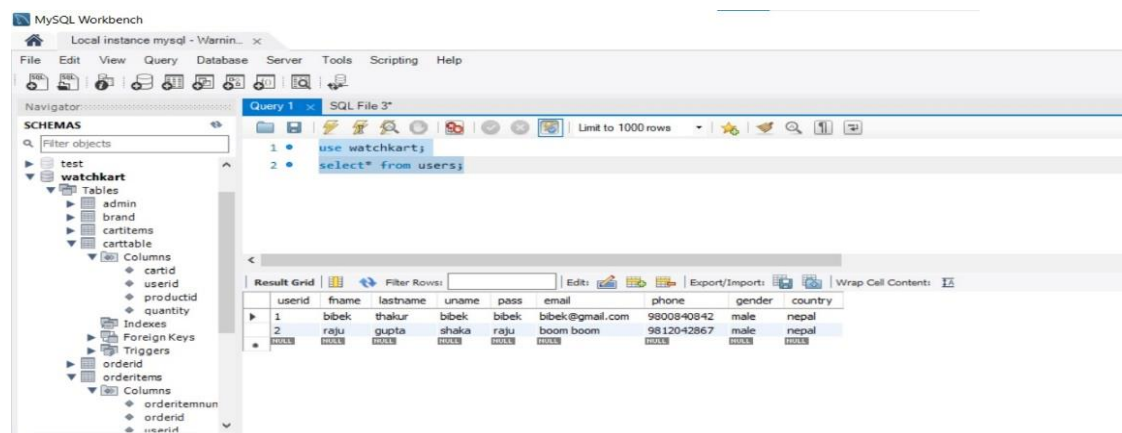 MySQL Workbench
Local instance mysql - Warnin...
File Edit View Query Database Server Tools Scripting Help
Navigator
Query 1 SQL File 3*
SCHEMAS
Filter objects
Limit to 1000 rows
test
watchkart
Tables
admin
brand
cartitems
carttable
Columns
cartid
userid
productid
quantity
Indexes
Foreign Keys
Triggers
orderid
orderitems
Columns
orderitemnun
orderid
userid
1 use watchkart;
2 select* from users;
Result Grid Filter Rows: Edit: Export/Import: Wrap Cell Content:
userid fname lastname uname pass email phone gender country
1 bibek thakur bibek bibek bibek@gmail.com 9800840842 male nepal
2 raju gupta shaka raju boom boom 9812042867 male nepal
NULL NULL NULL NULL NULL NULL NULL NULL NULL